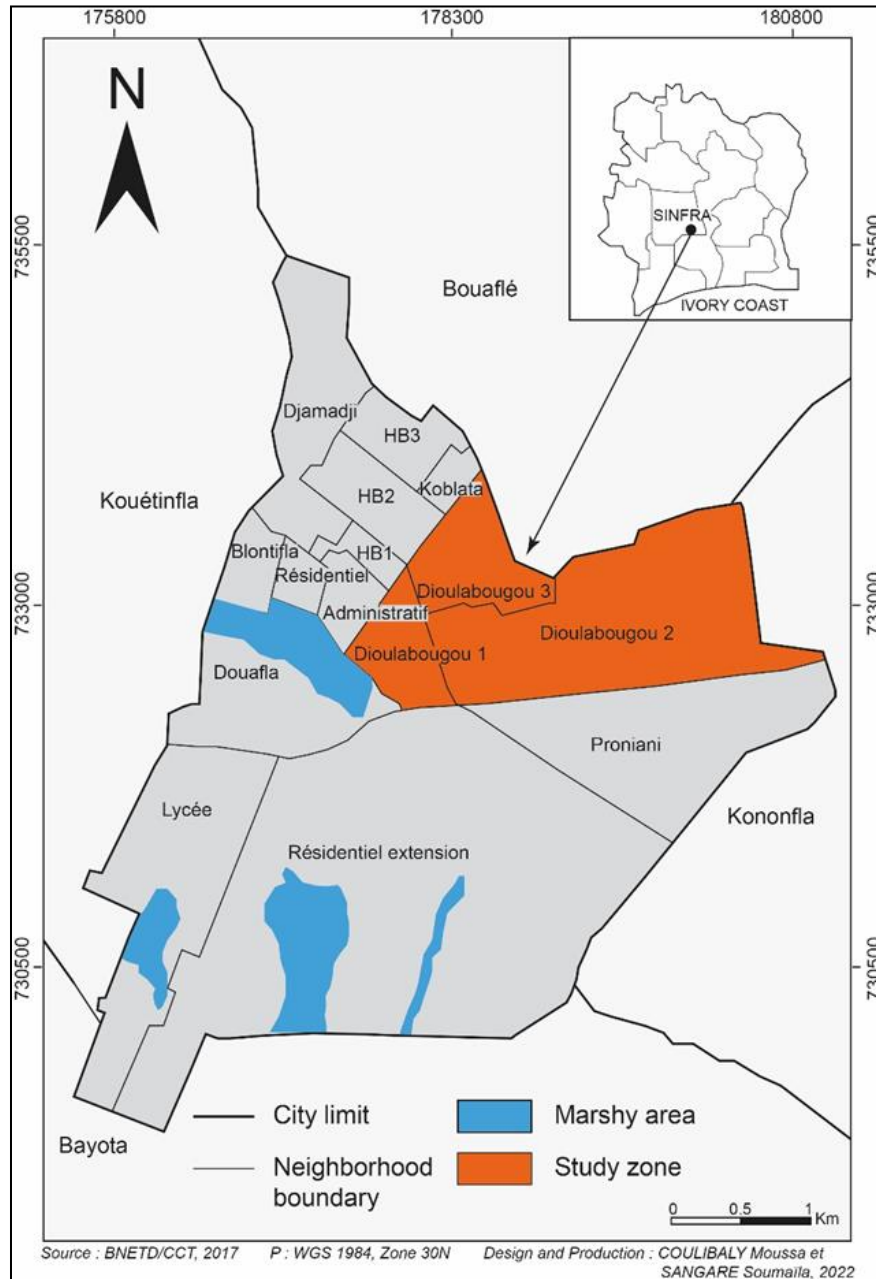 175800
178300
180800
N
735500
735500
SINFRA
IVORY COAST
Bouaflé
Djamadji
HB3
Koblata
Kouétinfla
HB2
Blontifla
HB1
Résidentiel
Dioulabougou 3
733000
733000
Administratif
Dioulabougou 2
Dioulabougou 1
Douafla
Proniani
Lycée
Kononfla
Résidentiel extension
730500
730500
City limit
Marshy area
Bayota
Neighborhood
boundary
Study zone
0 0.5 1
Km
Source : BNETD/CCT, 2017 P : WGS 1984, Zone 30N Design and Production : COULIBALY Moussa et
SANGARE Soumaïla, 2022